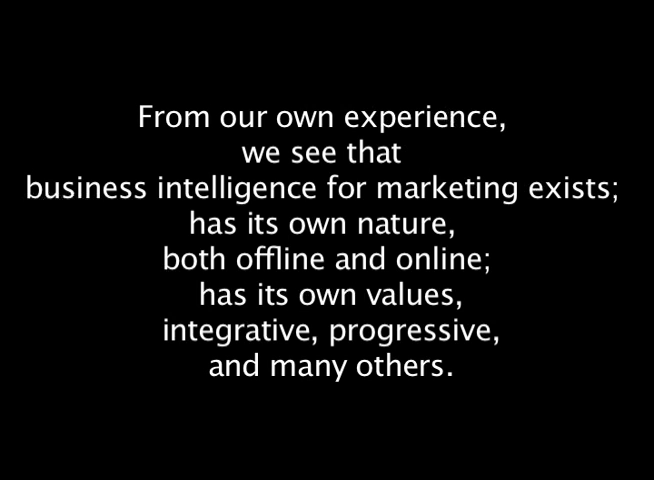 From our own experience,
we see that
business intelligence for marketing exists;
has its own nature,
both offline and online;
has its own values,
integrative, progressive,
and many others.